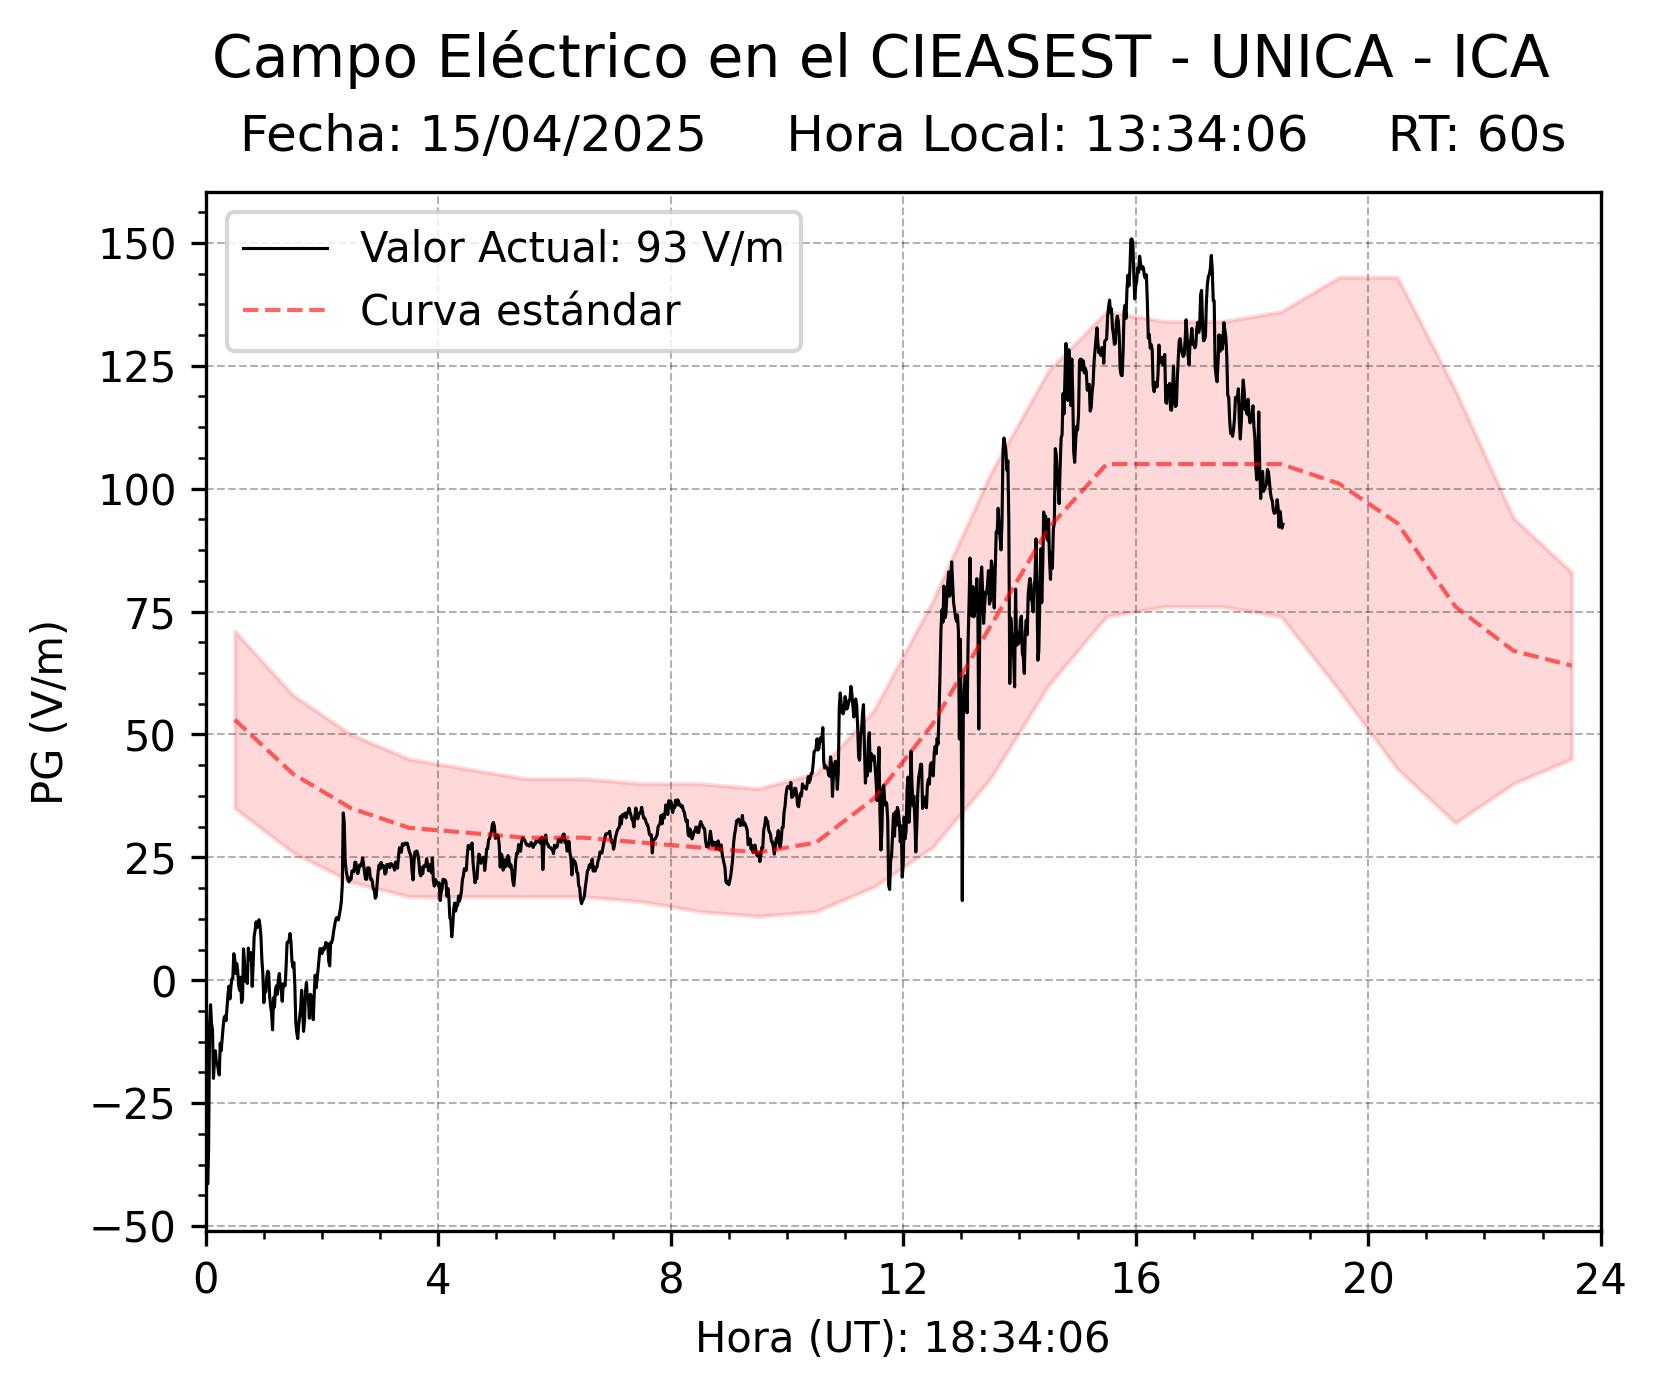 Campo Eléctrico en el CIEASEST - UNICA - ICA
Fecha: 15/04/2025 Hora Local: 13:34:06 RT: 60s
Valor Actual: 93 V/m
Curva estándar
PG (V/m)
150
125
100
75
50
25
0
−25
−50
0 4 8 12 16 20 24
Hora (UT): 18:34:06